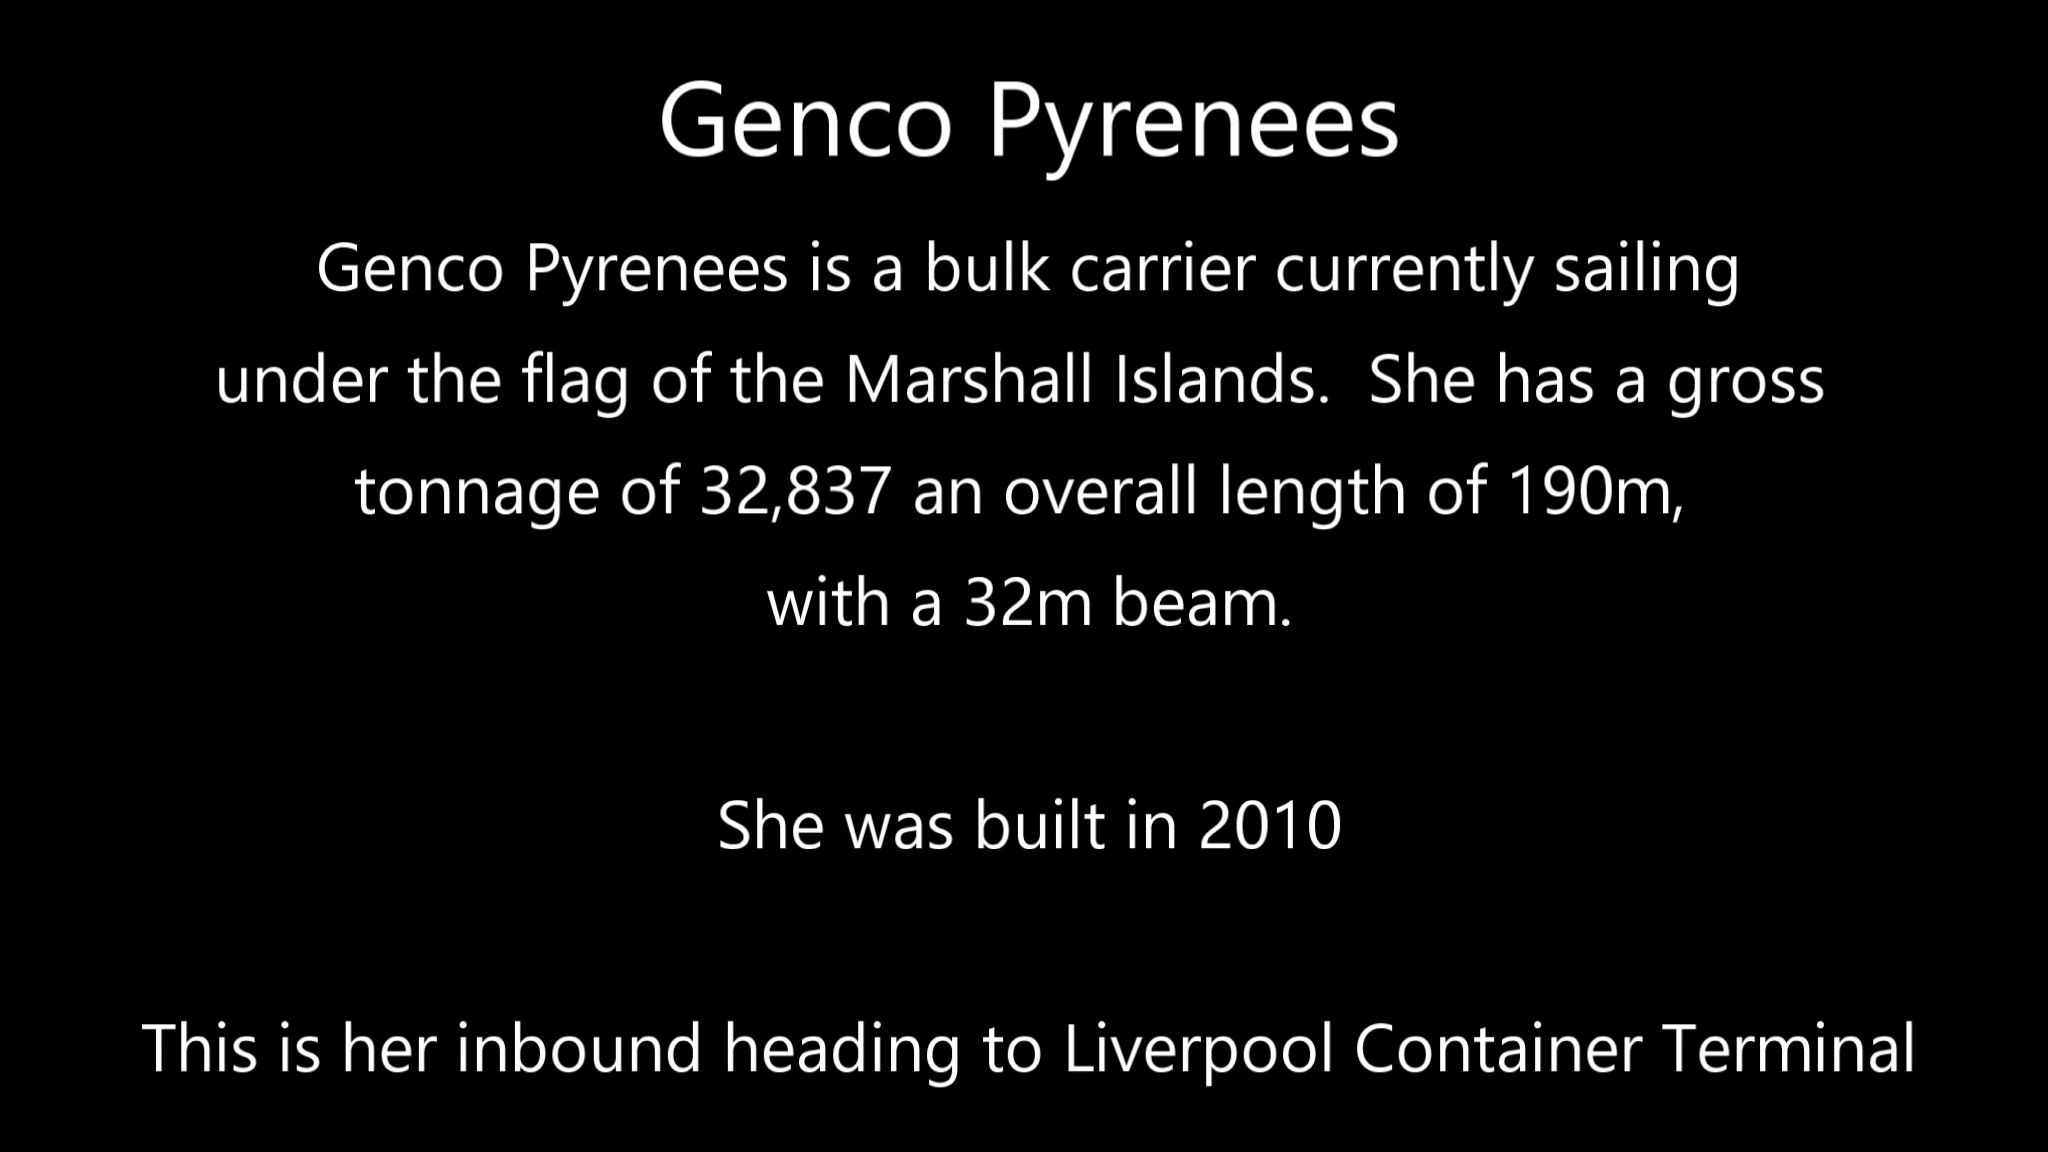 Genco Pyrenees
Genco Pyrenees is a bulk carrier currently sailing
under the flag of the Marshall Islands.  She has a gross
tonnage of 32,837 an overall length of 190m,
with a 32m beam.
She was built in 2010
This is her inbound heading to Liverpool Container Terminal